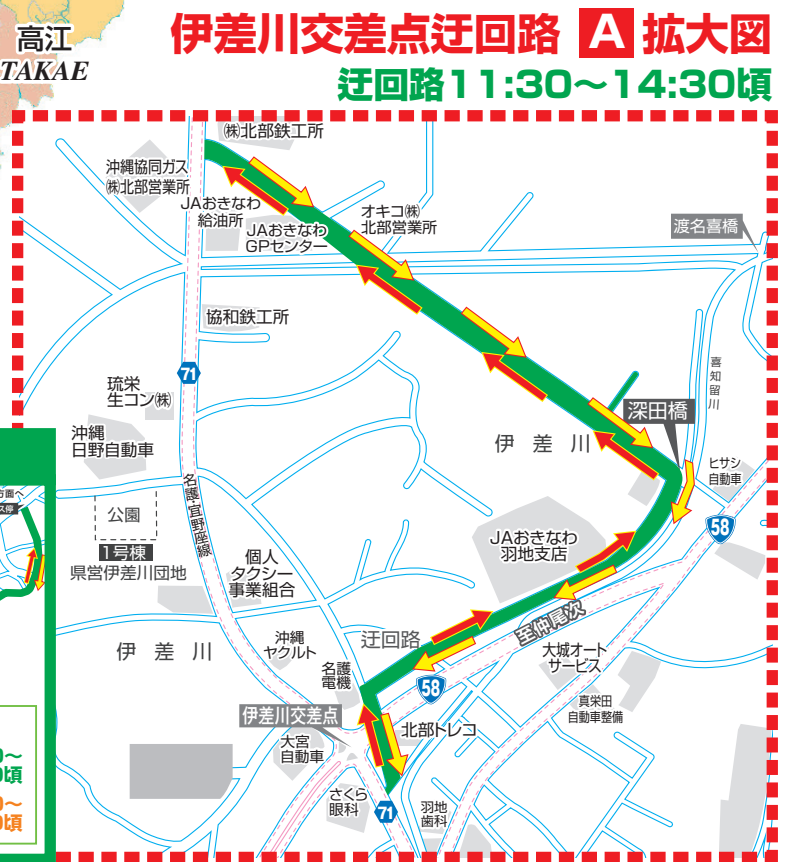 高江
TAKAE
伊差川交差点迂回路 A 拡大図
迂回路11:30～14:30頃
㈱北部鉄工所
沖縄協同ガス
㈱北部営業所
JAおきなわ
給油所
JAおきなわ
GPセンター
オキコ㈱
北部営業所
渡名喜橋
協和鉄工所
71
琉栄
生コン㈱
喜知留川
深田橋
沖縄
日野自動車
伊差川
ヒサシ
自動車
名護・宜野座線
方面へ
ス停
公園
1号棟
県営伊差川団地
58
JAおきなわ
羽地支店
個人
タクシー
事業組合
迂回路
至仲尾次
伊差川
沖縄
ヤクルト
大城オート
サービス
名護
電機
58
真栄田
自動車整備
伊差川交差点
北部トレコ
大宮
自動車
さくら
眼科
71
羽地
歯科
0～
0頃
0～
0頃